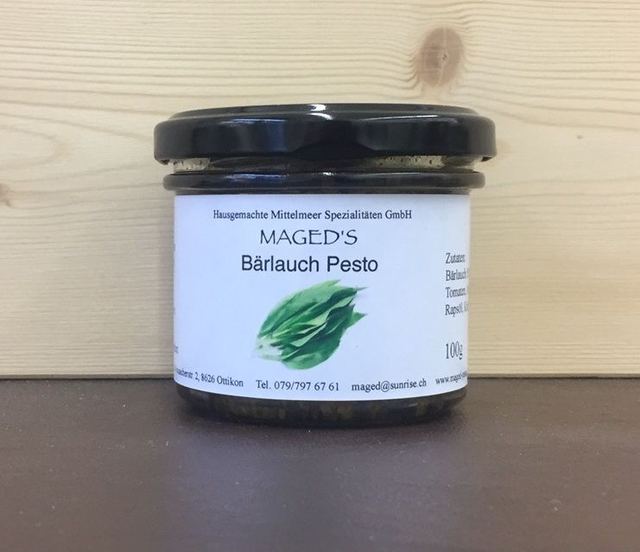 Hausgemachte Mittelmeer Spezialitäten GmbH
MAGED'S
Bärlauch Pesto
Zutaten:
Bärlauch
Tomaten,
Rapsöl,
100g
2, 8626 Ottikon Tel. 079/797 67 61 maged@sunrise.ch